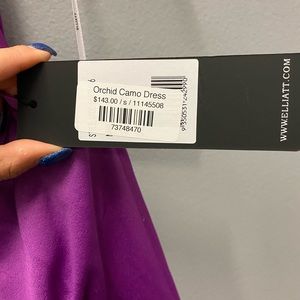 Orchid Camo Dress
$143.00 / s / 11145508
73748470
WWW.ELLIATT.COM